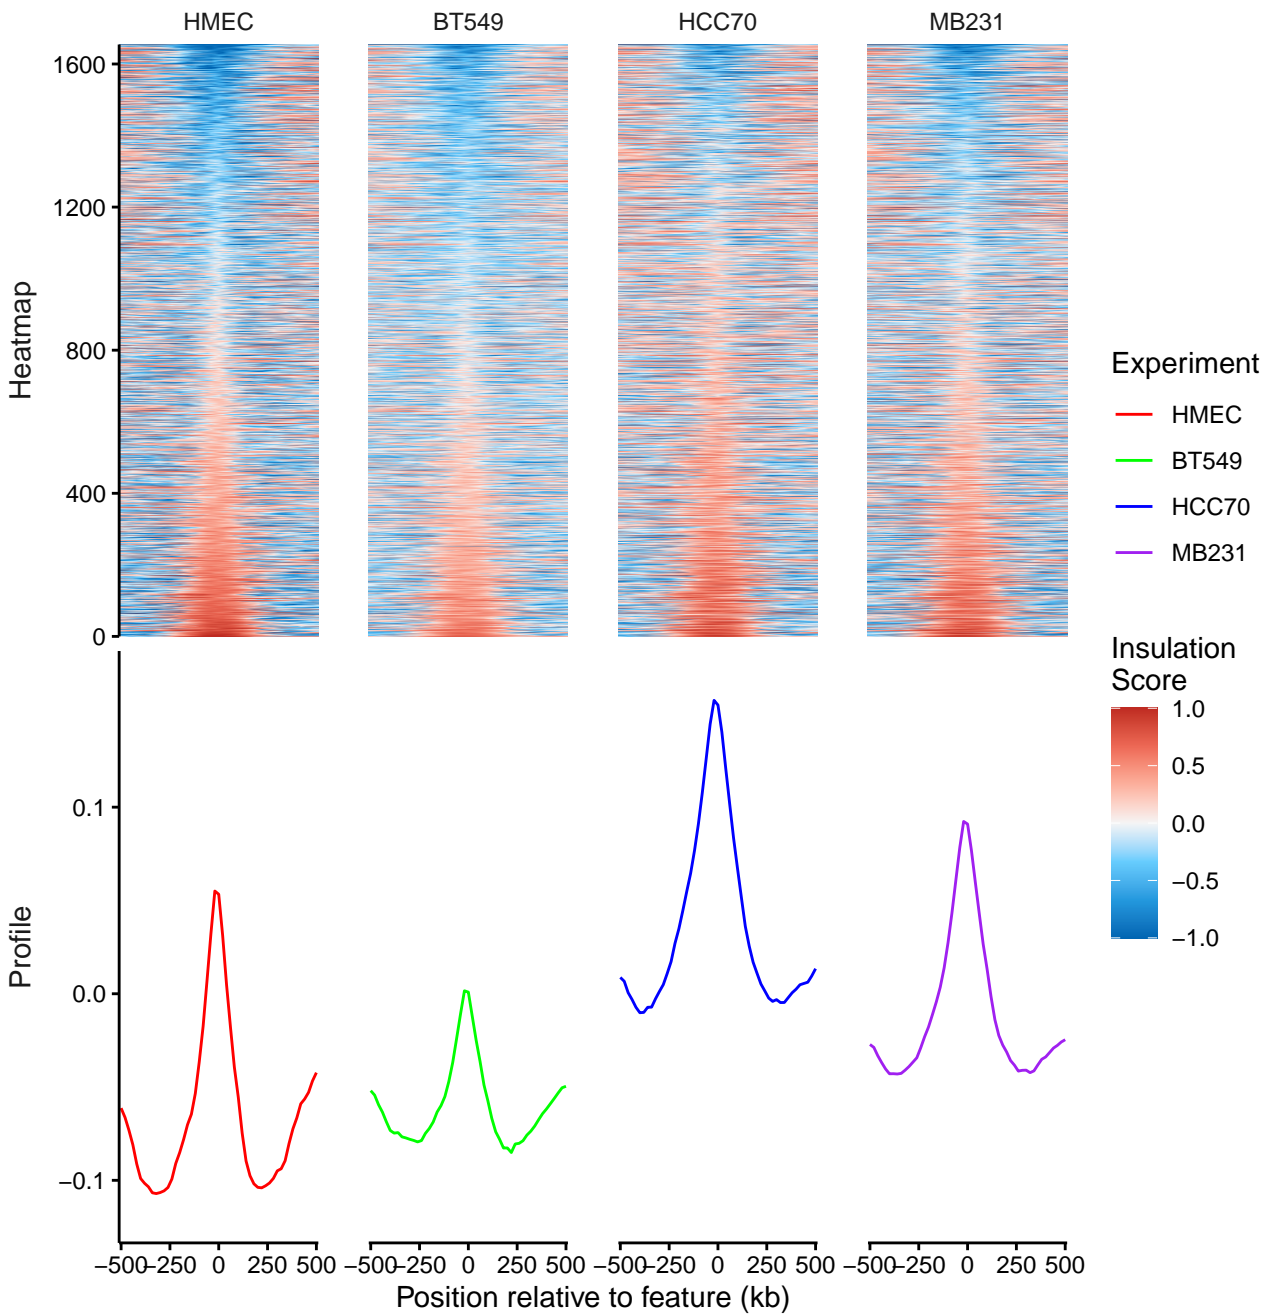 HMEC BT549 HCC70 MB231
1600
1200
800
400
0
Heatmap
0.1
0.0
−0.1
Profile
−500 −250 0 250 500 −500 −250 0 250 500 −500 −250 0 250 500 −500 −250 0 250 500
Position relative to feature (kb)
Experiment
HMEC
BT549
HCC70
MB231
Insulation
Score
1.0
0.5
0.0
−0.5
−1.0